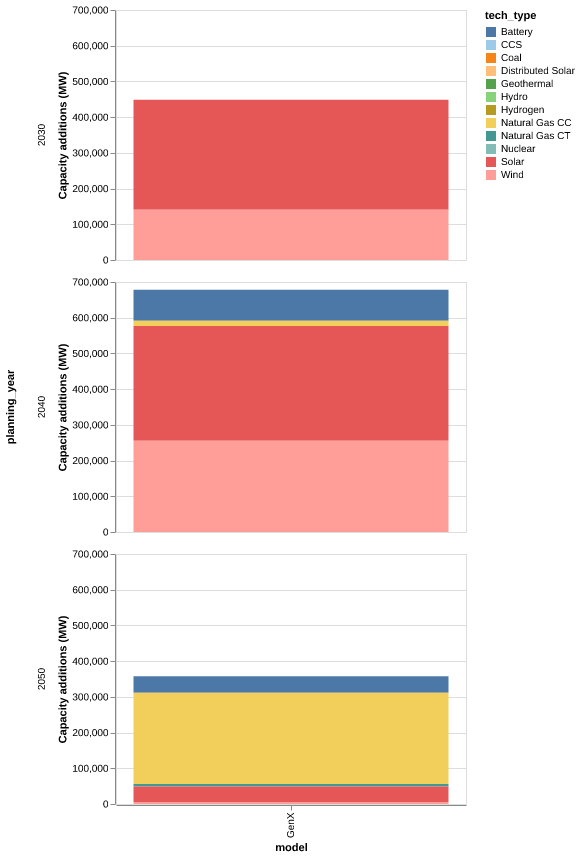 700,000
600,000
500,000
400,000
300,000
200,000
100,000
0
Capacity additions (MW)
2030
700,000
600,000
500,000
400,000
300,000
200,000
100,000
0
Capacity additions (MW)
2040
planning_year
700,000
600,000
500,000
400,000
300,000
200,000
100,000
0
Capacity additions (MW)
2050
GenX
model
tech_type
Battery
CCS
Coal
Distributed Solar
Geothermal
Hydro
Hydrogen
Natural Gas CC
Natural Gas CT
Nuclear
Solar
Wind